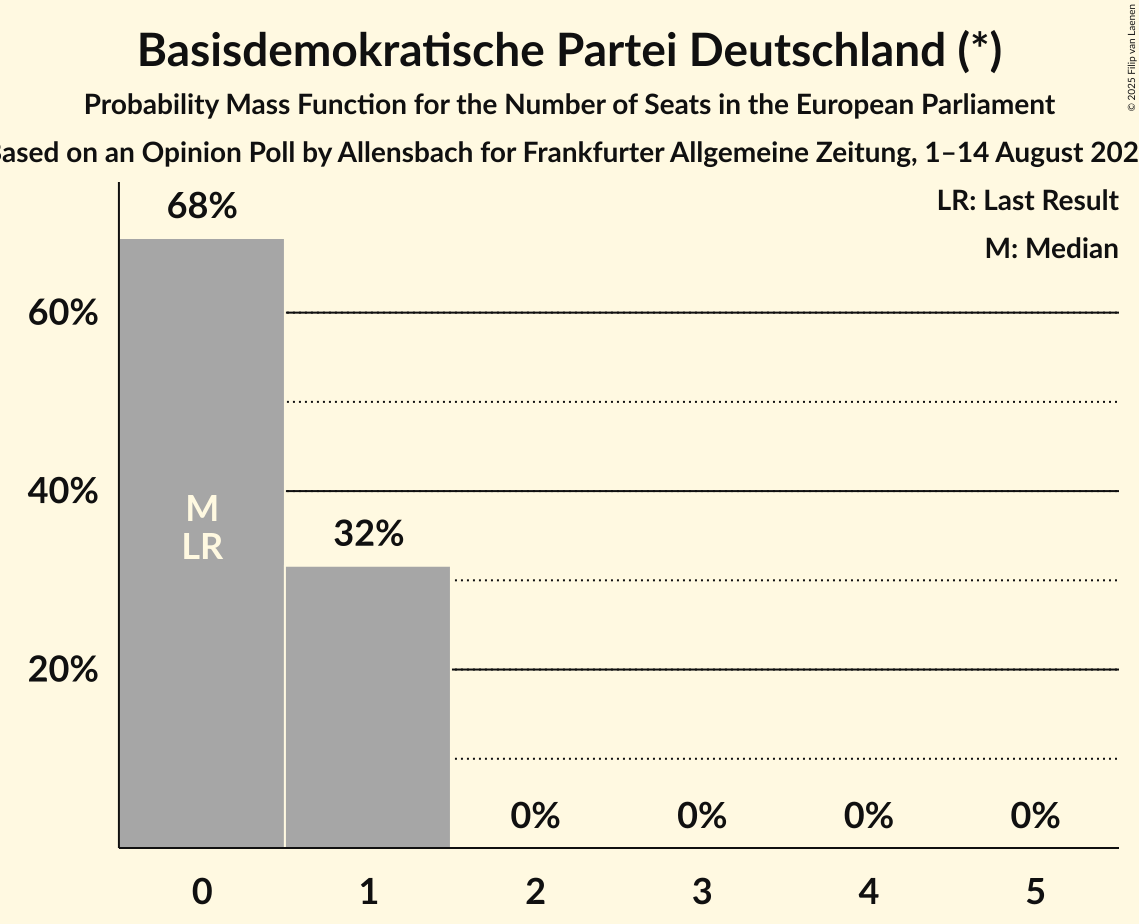 Basisdemokratische Partei Deutschland (*)
Probability Mass Function for the Number of Seats in the European Parliament
on an Opinion Poll by Allensbach for Frankfurter Allgemeine Zeitung, 1–14 August
© 2025 Filip van Laenen
LR: Last Result
M: Median
68%
60%
40%
20%
M
LR
32%
0% 0% 0% 0%
0 1 2 3 4 5